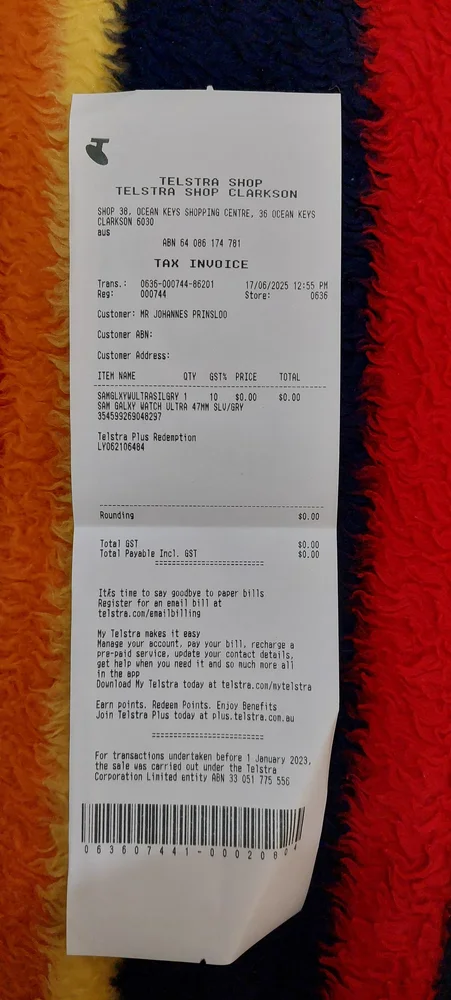 TELSTRA SHOP
TELSTRA SHOP CLARKSON
SHOP 38, OCEAN KEYS SHOPPING CENTRE, 36 OCEAN KEYS
CLARKSON 6030
aus
ABN 64 086 174 781
TAX INVOICE
Trans.: 0636-000744-86201 17/06/2025 12:55 PM
Reg: 000744 Store: 0636
Customer: MR JOHANNES PRINSLOO
Customer ABN:
Customer Address:
ITEM NAME QTY GST% PRICE TOTAL
SAMGLXYWULTRASILGRY 1 10 $0.00 $0.00
SAM GALXY WATCH ULTRA 47MM SLV/GRY
354599269048297
Telstra Plus Redemption
LY062106484
Rounding $0.00
Total GST $0.00
Total Payable Incl. GST $0.00
It's time to say goodbye to paper bills
Register for an email bill at
telstra.com/emailbilling
My Telstra makes it easy
Manage your account, pay your bill, recharge a
pre-paid service, update your contact details,
get help when you need it and so much more all
in the app
Download My Telstra today at telstra.com/mytelstra
Earn points. Redeem Points. Enjoy Benefits
Join Telstra Plus today at plus.telstra.com.au
For transactions undertaken before 1 January 2023,
the sale was carried out under the Telstra
Corporation Limited entity ABN 33 051 775 556
063607441-00020804